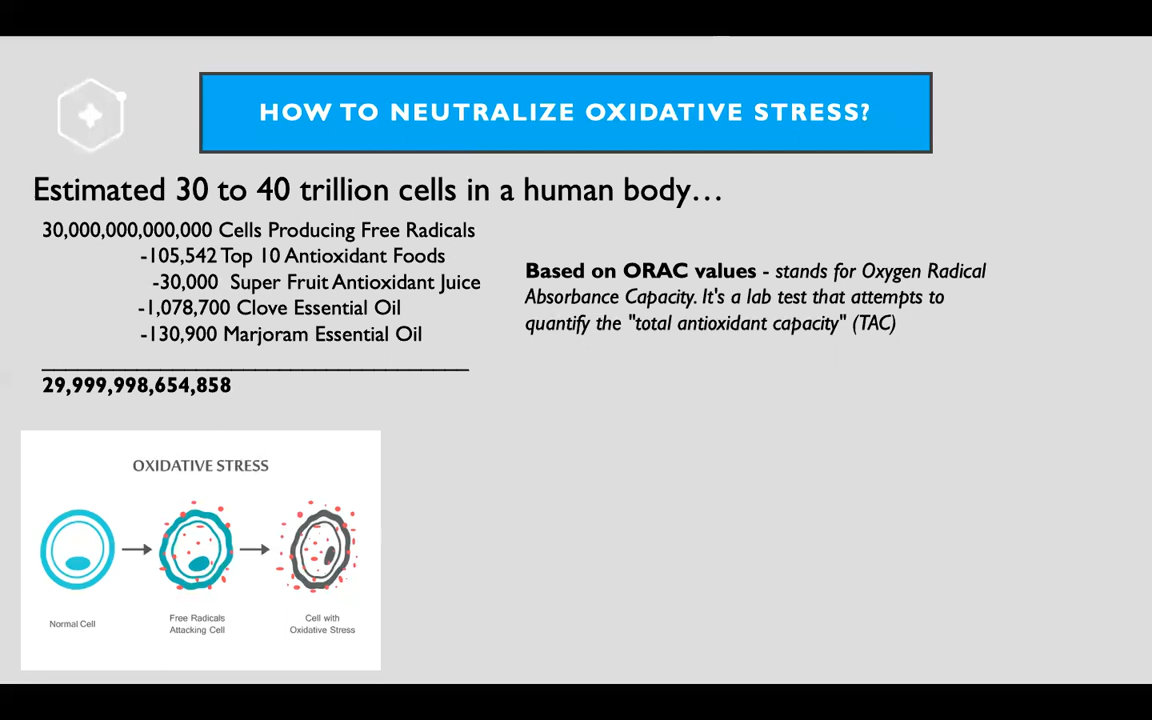 HOW TO NEUTRALIZE OXIDATIVE STRESS?
Estimated 30 to 40 trillion cells in a human body...
30,000,000,000,000 Cells Producing Free Radicals
-105,542 Top 10 Antioxidant Foods
-30,000 Super Fruit Antioxidant Juice
-1,078,700 Clove Essential Oil
-130,900 Marjoram Essential Oil
29,999,998,654,858
Based on ORAC values - stands for Oxygen Radical
Absorbance Capacity. It's a lab test that attempts to
quantify the "total antioxidant capacity" (TAC)
OXIDATIVE STRESS
Normal Cell
Free Radicals
Attacking Cell
Cell with
Oxidative Stress